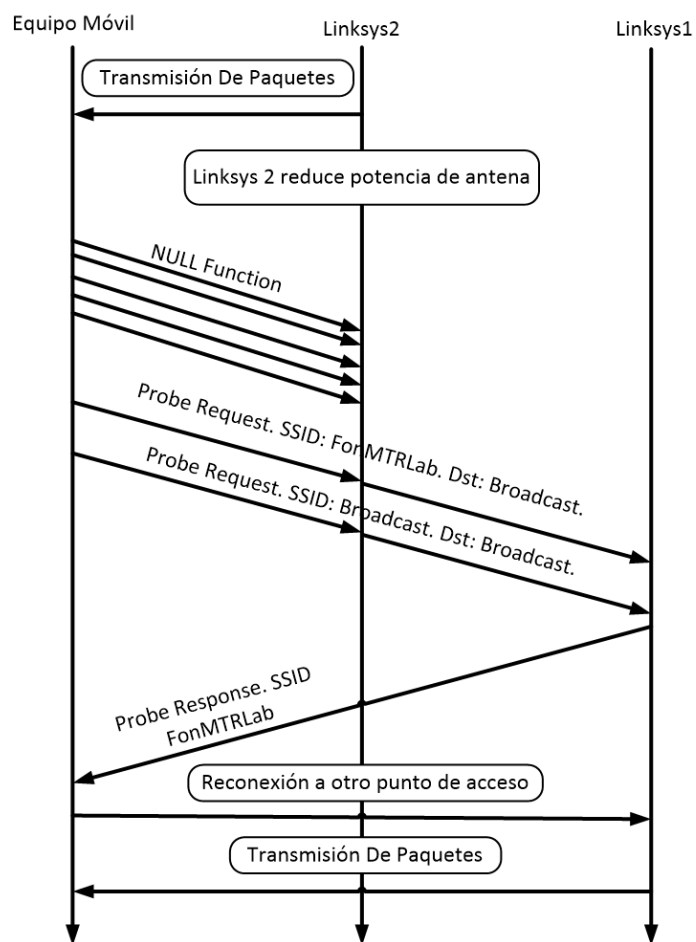 Equipo Móvil
Linksys2
Linksys1
Transmisión De Paquetes
Linksys 2 reduce potencia de antena
NULL Function
Probe Request. SSID: FonMTRLab. Dst: Broadcast.
Probe Request. SSID: Broadcast. Dst: Broadcast.
Probe Response. SSID
FonMTRLab
Reconexión a otro punto de acceso
Transmisión De Paquetes